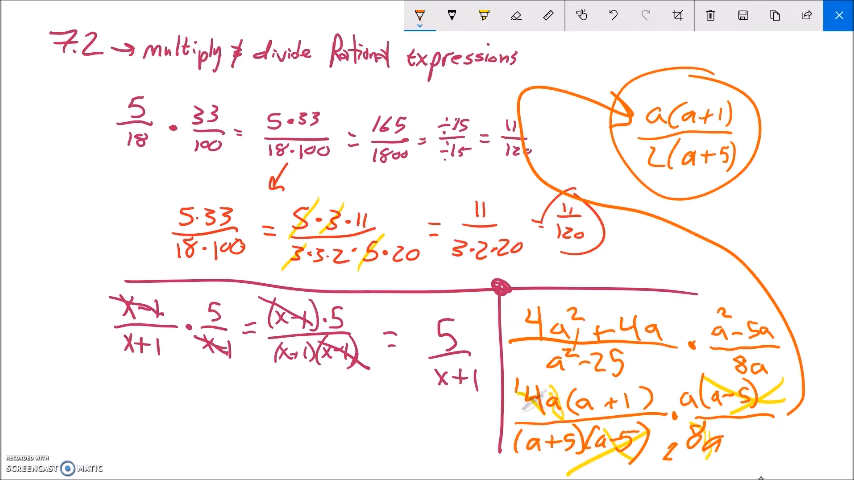 7.2 → multiply & divide Rational expressions
5/18 · 33/100 = 5·33/18·100 = 165/1800 = ÷15/÷15 = 11/120
a(a+1)/2(a+5)
5·33/18·100 = 5·3·11/3·3·2·5·20 = 11/3·2·20 = 11/120
x-1/x+1 · 5/x-1 = (x-1)·5/(x+1)(x-1) = 5/x+1
4a²+4a/a²-25 · a²-5a/8a
4a(a+1)/(a+5)(a-5) · a(a-5)/8a
2
RECORDED WITH
SCREENCAST MATIC